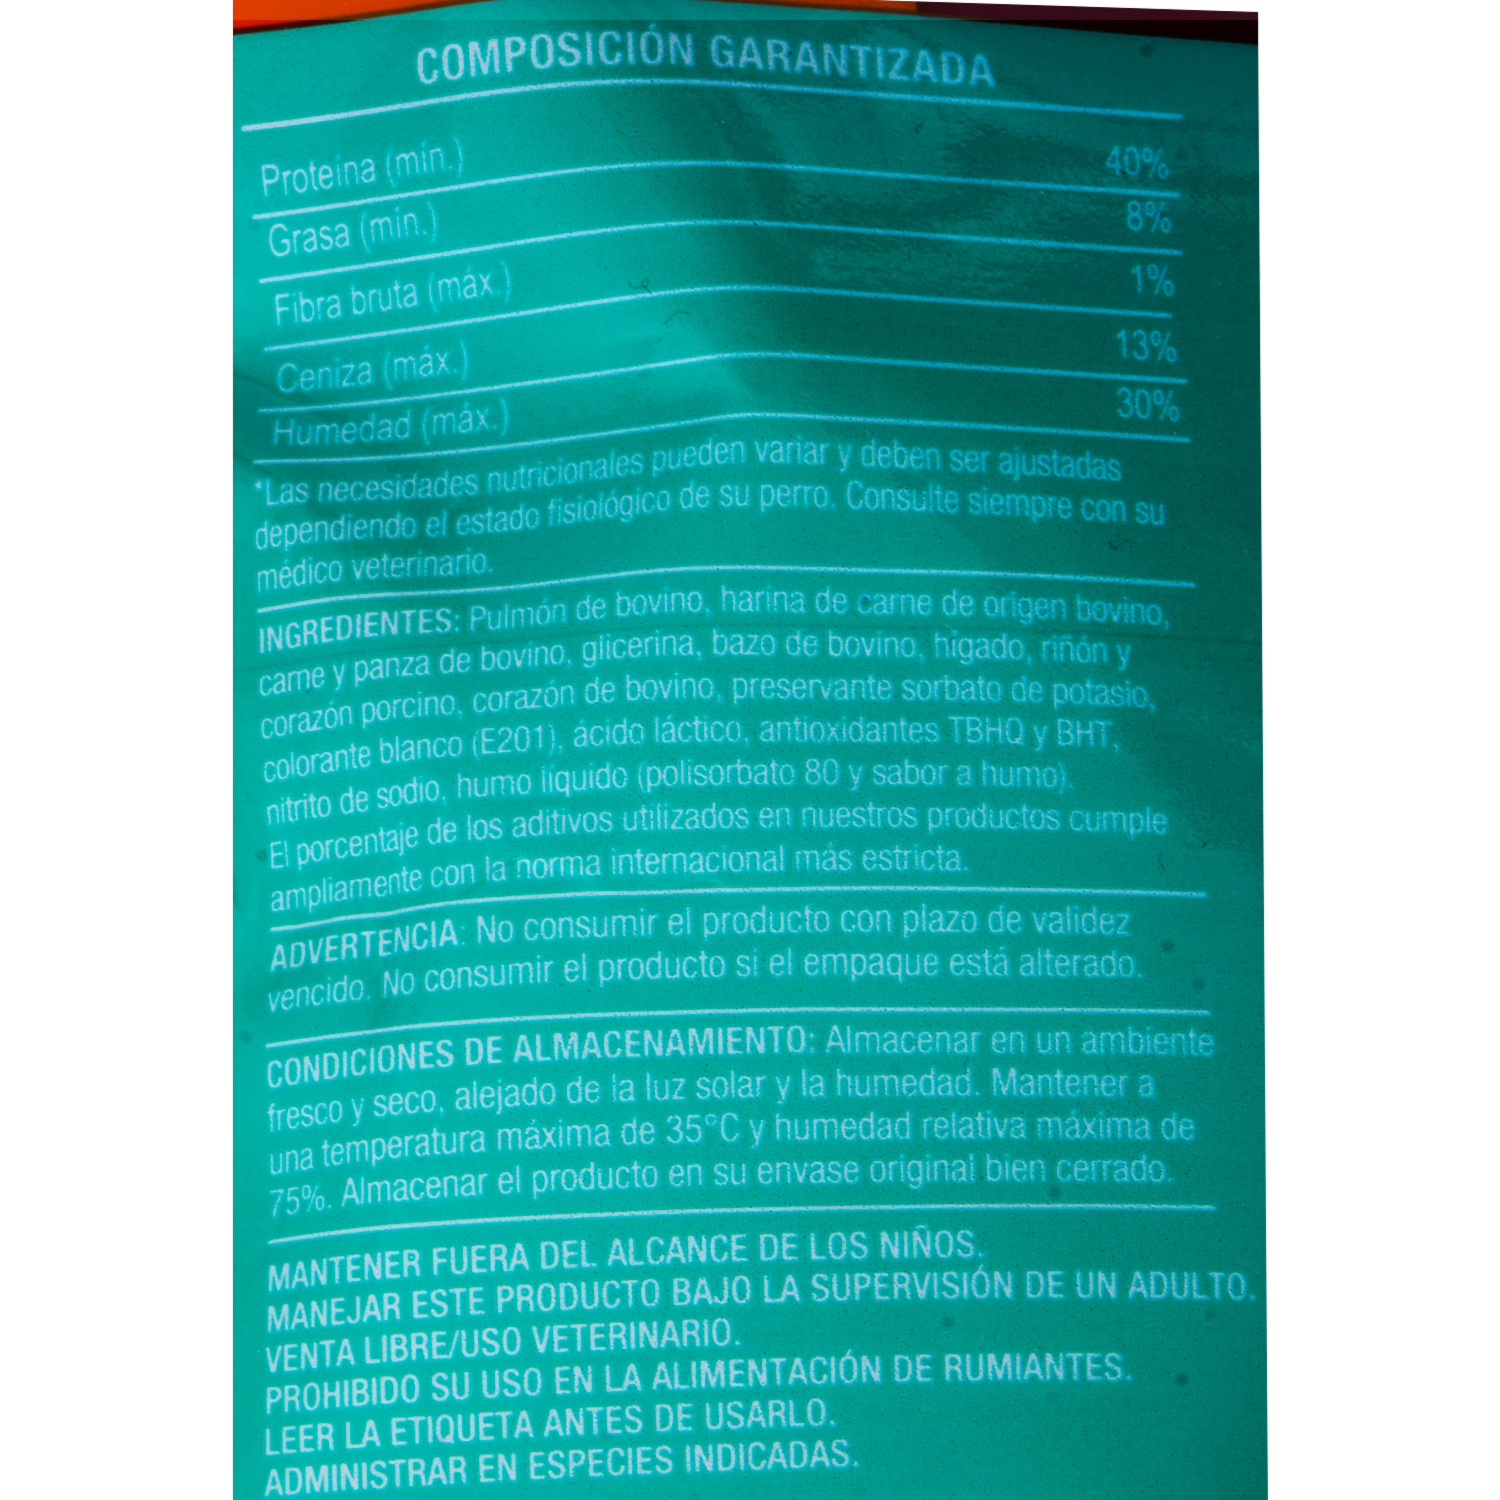 COMPOSICIÓN GARANTIZADA
Proteína (mín.) 40%
Grasa (mín.) 8%
Fibra bruta (máx.) 1%
Ceniza (máx.) 13%
Humedad (máx.) 30%
*Las necesidades nutricionales pueden variar y deben ser ajustadas
dependiendo el estado fisiológico de su perro. Consulte siempre con su
médico veterinario.
INGREDIENTES: Pulmón de bovino, harina de carne de origen bovino,
carne y panza de bovino, glicerina, bazo de bovino, hígado, riñón y
corazón porcino, corazón de bovino, preservante sorbato de potasio,
colorante blanco (E201), ácido láctico, antioxidantes TBHQ y BHT,
nitrito de sodio, humo líquido (polisorbato 80 y sabor a humo).
El porcentaje de los aditivos utilizados en nuestros productos cumple
ampliamente con la norma internacional más estricta.
ADVERTENCIA: No consumir el producto con plazo de validez
vencido. No consumir el producto si el empaque está alterado.
CONDICIONES DE ALMACENAMIENTO: Almacenar en un ambiente
fresco y seco, alejado de la luz solar y la humedad. Mantener a
una temperatura máxima de 35°C y humedad relativa máxima de
75%. Almacenar el producto en su envase original bien cerrado.
MANTENER FUERA DEL ALCANCE DE LOS NIÑOS.
MANEJAR ESTE PRODUCTO BAJO LA SUPERVISIÓN DE UN ADULTO.
VENTA LIBRE/USO VETERINARIO.
PROHIBIDO SU USO EN LA ALIMENTACIÓN DE RUMIANTES.
LEER LA ETIQUETA ANTES DE USARLO.
ADMINISTRAR EN ESPECIES INDICADAS.